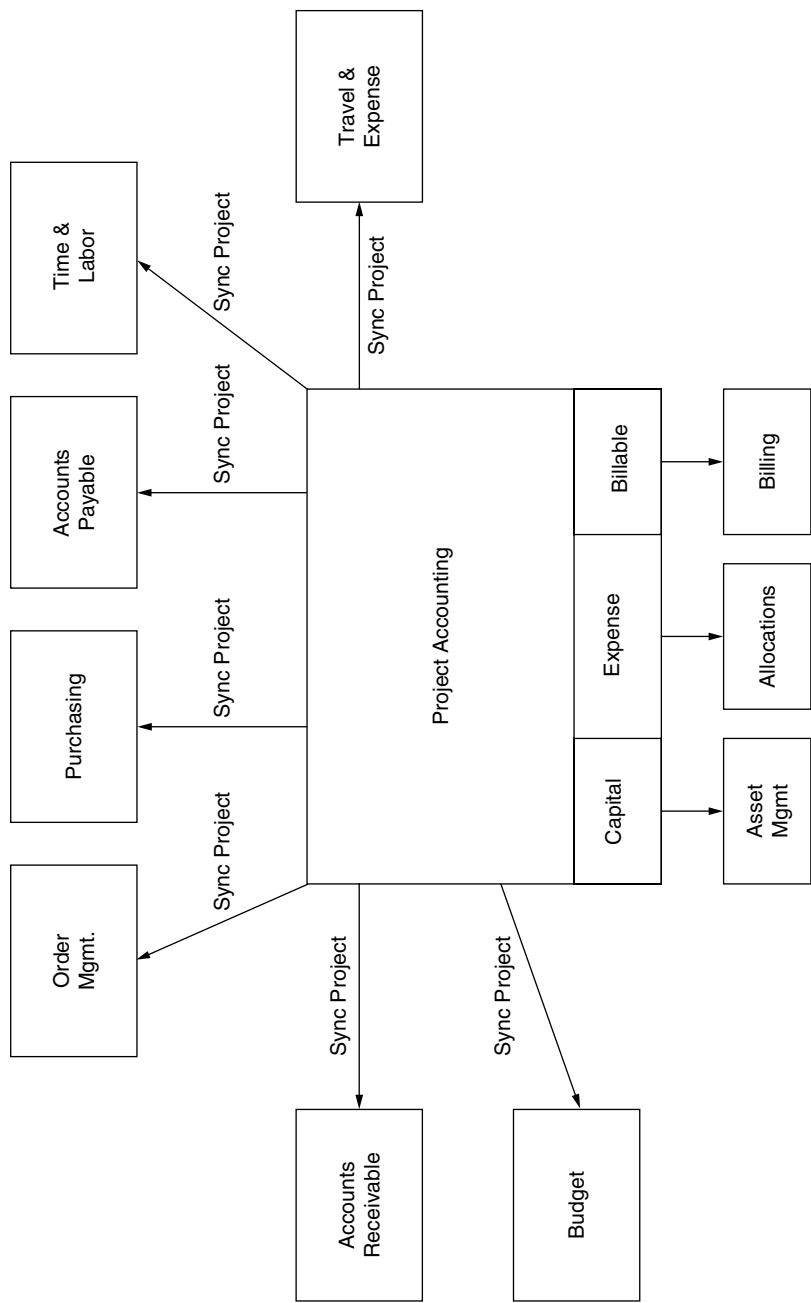 Order
Mgmt.
Purchasing
Accounts
Payable
Time &
Labor
Sync Project
Sync Project
Sync Project
Sync Project
Accounts
Receivable
Sync Project
Project Accounting
Sync Project
Travel &
Expense
Budget
Sync Project
Capital
Expense
Billable
Asset
Mgmt
Allocations
Billing